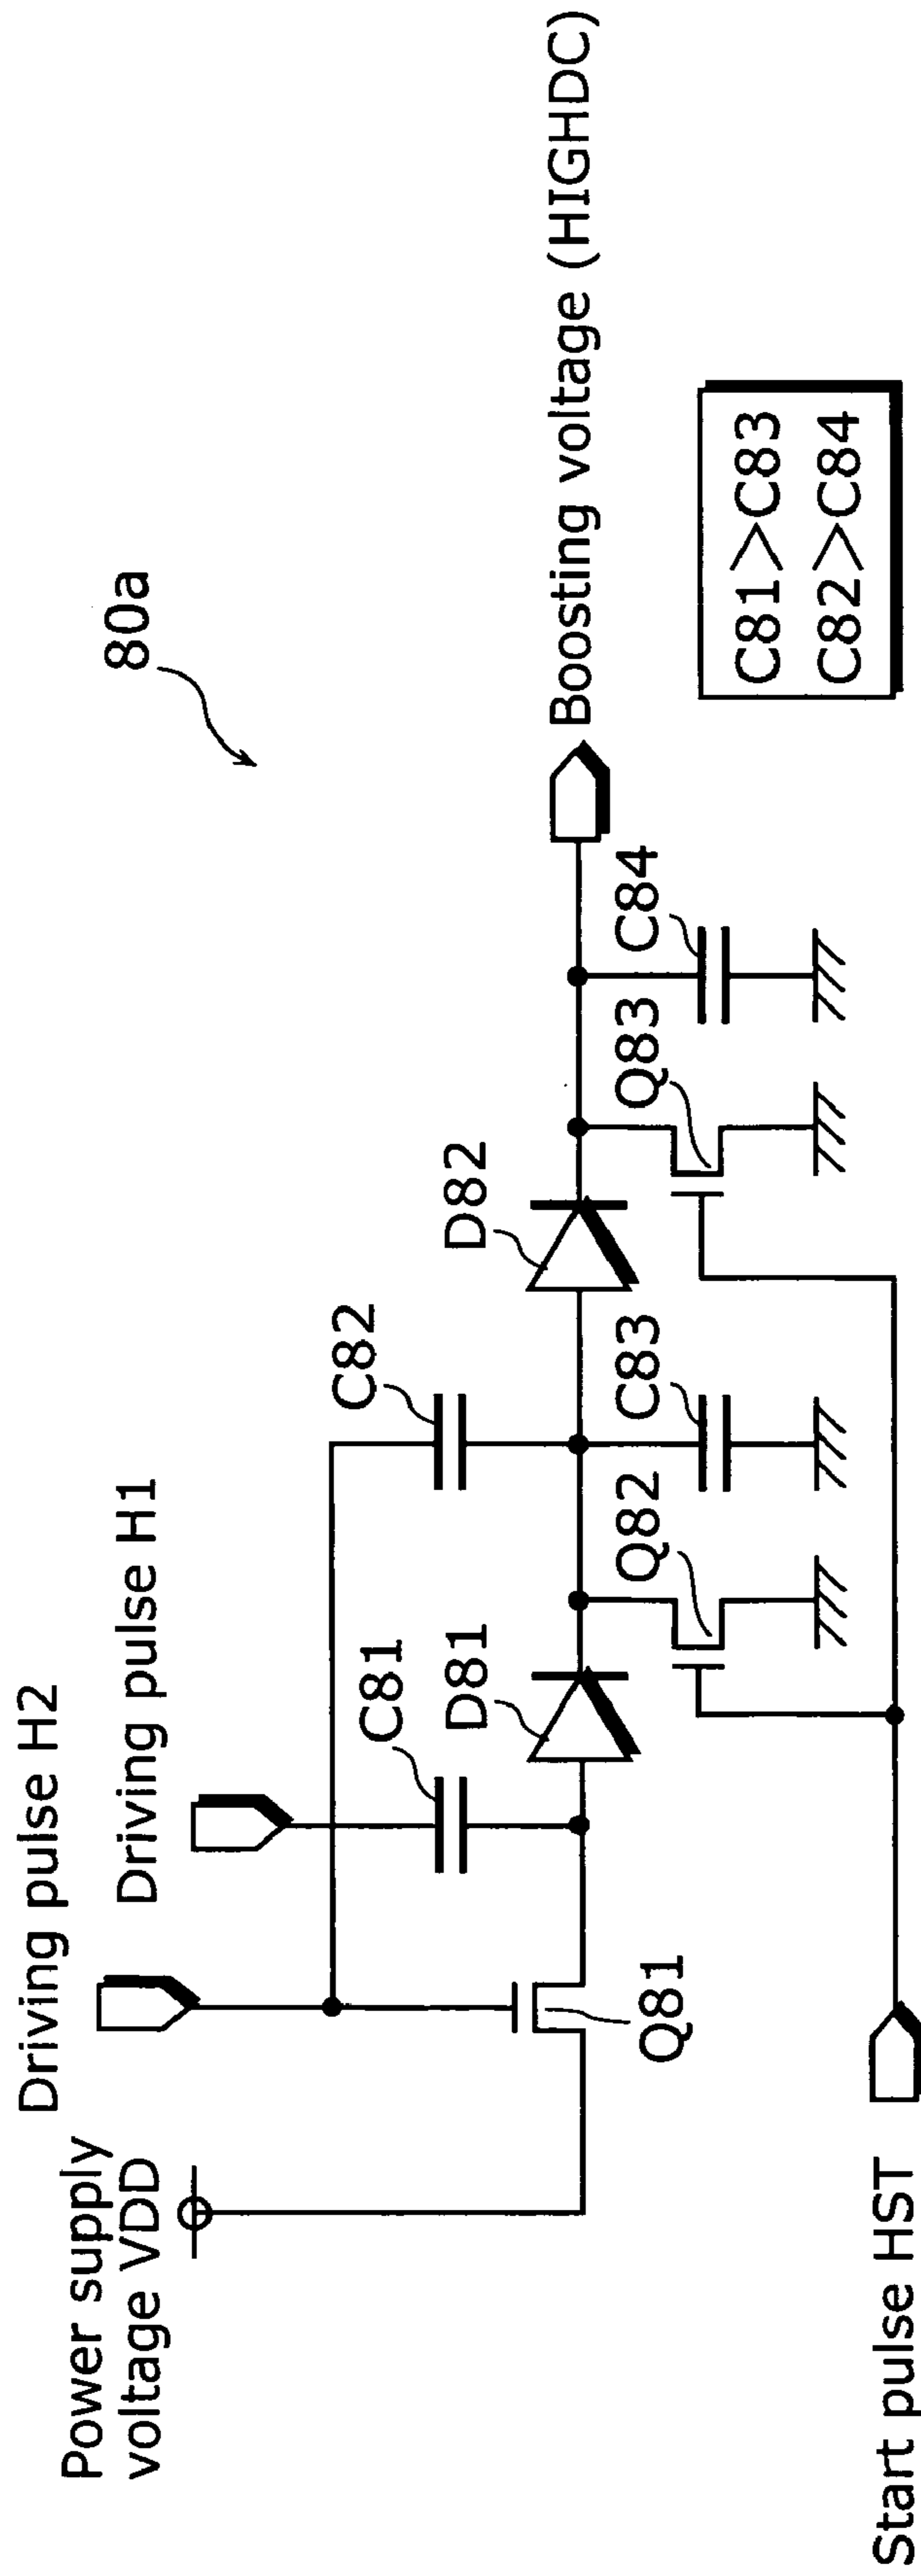 80a
Driving pulse H2
Driving pulse H1
Power supply
voltage VDD
C82
C81
D81
D82
Boosting voltage (HIGHDC)
Q81
Q82
C83
Q83
C84
C81>C83
C82>C84
Start pulse HST